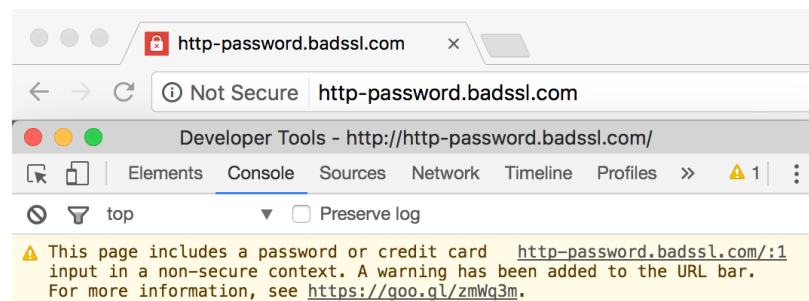 http-password.badssl.com
Not Secure http-password.badssl.com
Developer Tools - http://http-password.badssl.com/
Elements Console Sources Network Timeline Profiles » 1
top Preserve log
This page includes a password or credit card http-password.badssl.com/:1
input in a non-secure context. A warning has been added to the URL bar.
For more information, see https://goo.gl/zmWq3m.